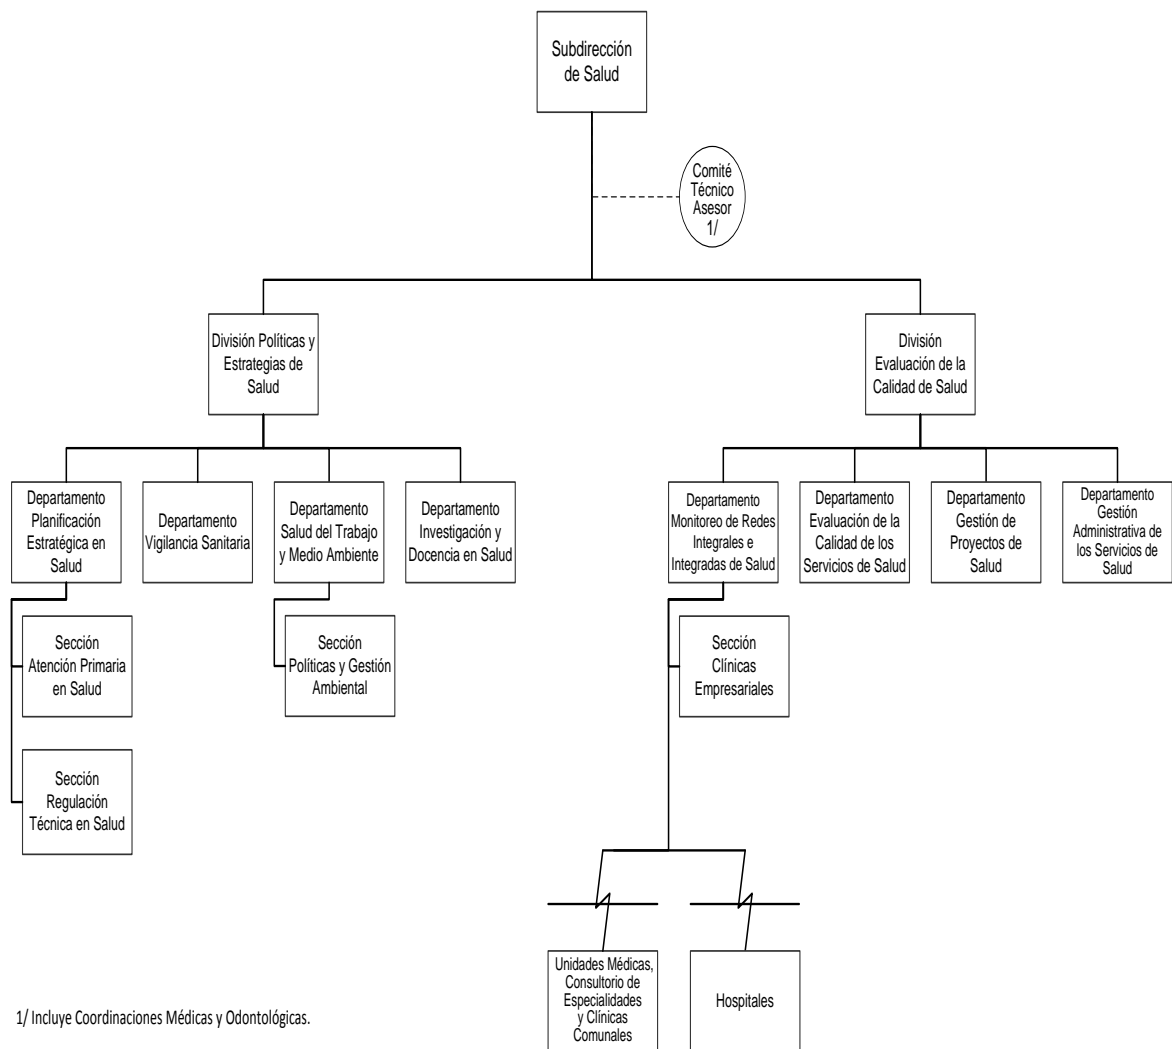 Subdirección
de Salud
Comité
Técnico
Asesor
1/
División Políticas y
Estrategias de
Salud
División
Evaluación de la
Calidad de Salud
Departamento
Planificación
Estratégica en
Salud
Departamento
Vigilancia Sanitaria
Departamento
Salud del Trabajo
y Medio Ambiente
Departamento
Investigación y
Docencia en Salud
Departamento
Monitoreo de Redes
Integrales e
Integradas de Salud
Departamento
Evaluación de la
Calidad de los
Servicios de Salud
Departamento
Gestión de
Proyectos de
Salud
Departamento
Gestión
Administrativa de
los Servicios de
Salud
Sección
Atención Primaria
en Salud
Sección
Políticas y Gestión
Ambiental
Sección
Clínicas
Empresariales
Sección
Regulación
Técnica en Salud
Unidades Médicas,
Consultorio de
Especialidades
y Clínicas
Comunales
Hospitales
1/ Incluye Coordinaciones Médicas y Odontológicas.